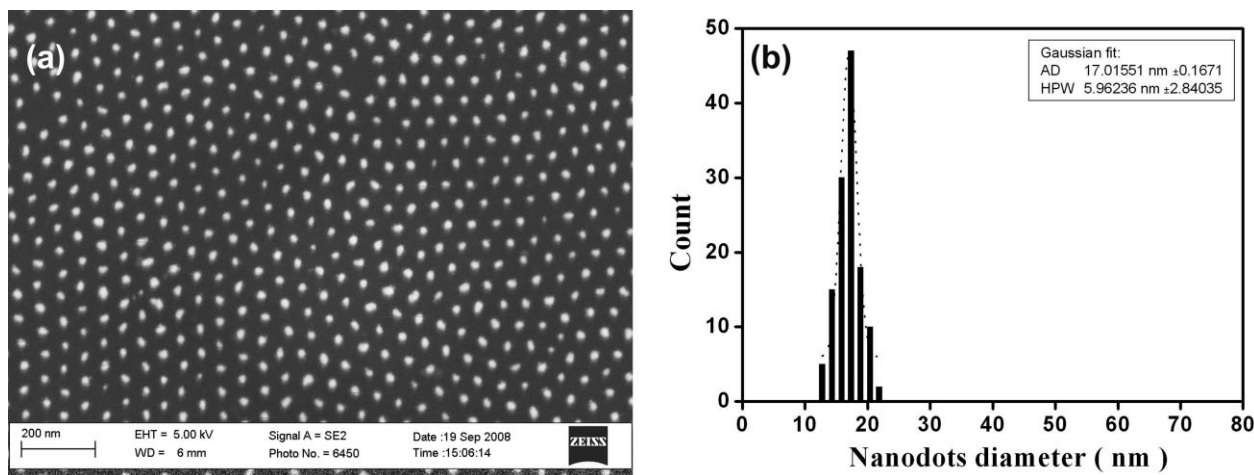 (a)
200 nm
EHT = 5.00 kV
WD = 6 mm
Signal A = SE2
Photo No. = 6450
Date :19 Sep 2008
Time :15:06:14
ZEISS
(b)
Gaussian fit:
AD 17.01551 nm ±0.1671
HPW 5.96236 nm ±2.84035
Count
50
40
30
20
10
0
0 10 20 30 40 50 60 70 80
Nanodots diameter ( nm )